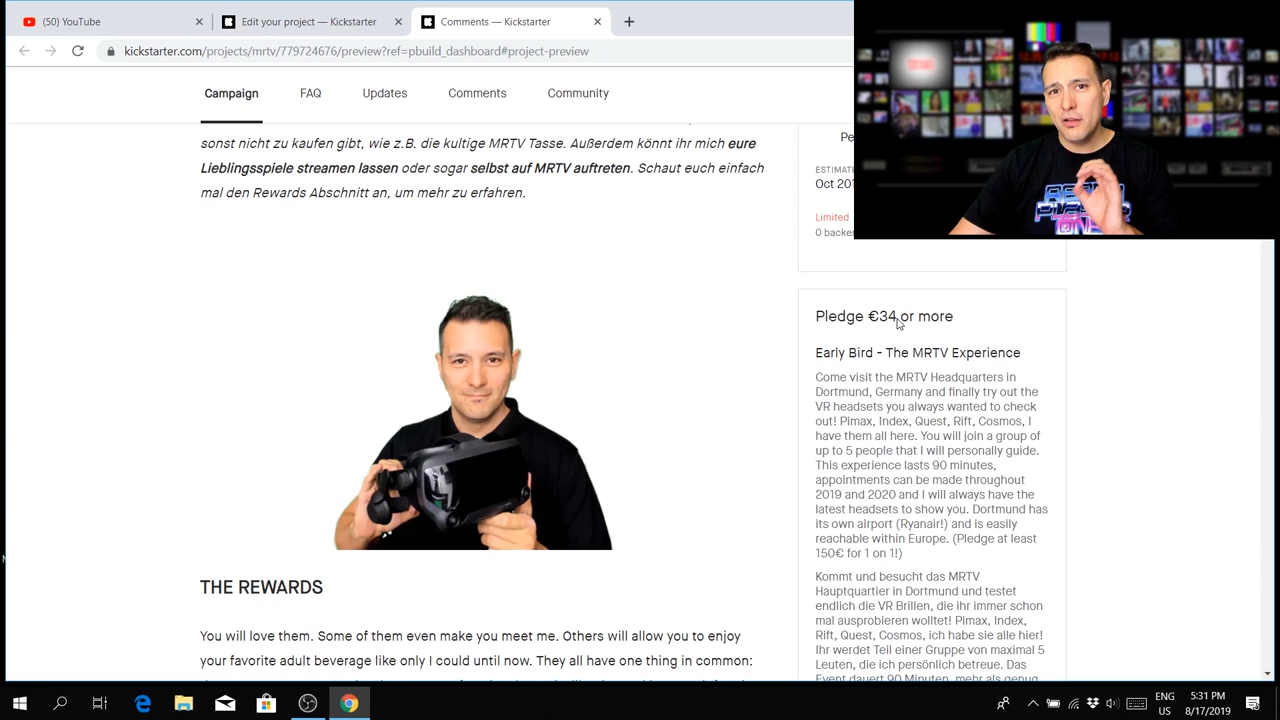 (50) YouTube
Edit your project — Kickstarter
Comments — Kickstarter
kickstarter.com/projects/mrtv/779724676/preview?ref=pbuild_dashboard#project-preview
Campaign
FAQ
Updates
Comments
Community
sonst nicht zu kaufen gibt, wie z.B. die kultige MRTV Tasse. Außerdem könnt ihr mich eure
Lieblingsspiele streamen lassen oder sogar selbst auf MRTV auftreten. Schaut euch einfach
mal den Rewards Abschnitt an, um mehr zu erfahren.
THE REWARDS
You will love them. Some of them even make you meet me. Others will allow you to enjoy
your favorite adult beverage like only I could until now. They all have one thing in common:
Pe
ESTIMATE
Oct 201
Limited
0 backe
Pledge €34 or more
Early Bird - The MRTV Experience
Come visit the MRTV Headquarters in
Dortmund, Germany and finally try out the
VR headsets you always wanted to check
out! Pimax, Index, Quest, Rift, Cosmos, I
have them all here. You will join a group of
up to 5 people that I will personally guide.
This experience lasts 90 minutes,
appointments can be made throughout
2019 and 2020 and I will always have the
latest headsets to show you. Dortmund has
its own airport (Ryanair!) and is easily
reachable within Europe. (Pledge at least
150€ for 1 on 1!)
Kommt und besucht das MRTV
Hauptquartier in Dortmund und testet
endlich die VR Brillen, die ihr immer schon
mal ausprobieren wolltet! Pimax, Index,
Rift, Quest, Cosmos, ich habe sie alle hier!
Ihr werdet Teil einer Gruppe von maximal 5
Leuten, die ich persönlich betreue. Das
Event dauert 90 Minuten, mehr als genug
READY
PLAYER
ONE
ENG
US
5:31 PM
8/17/2019